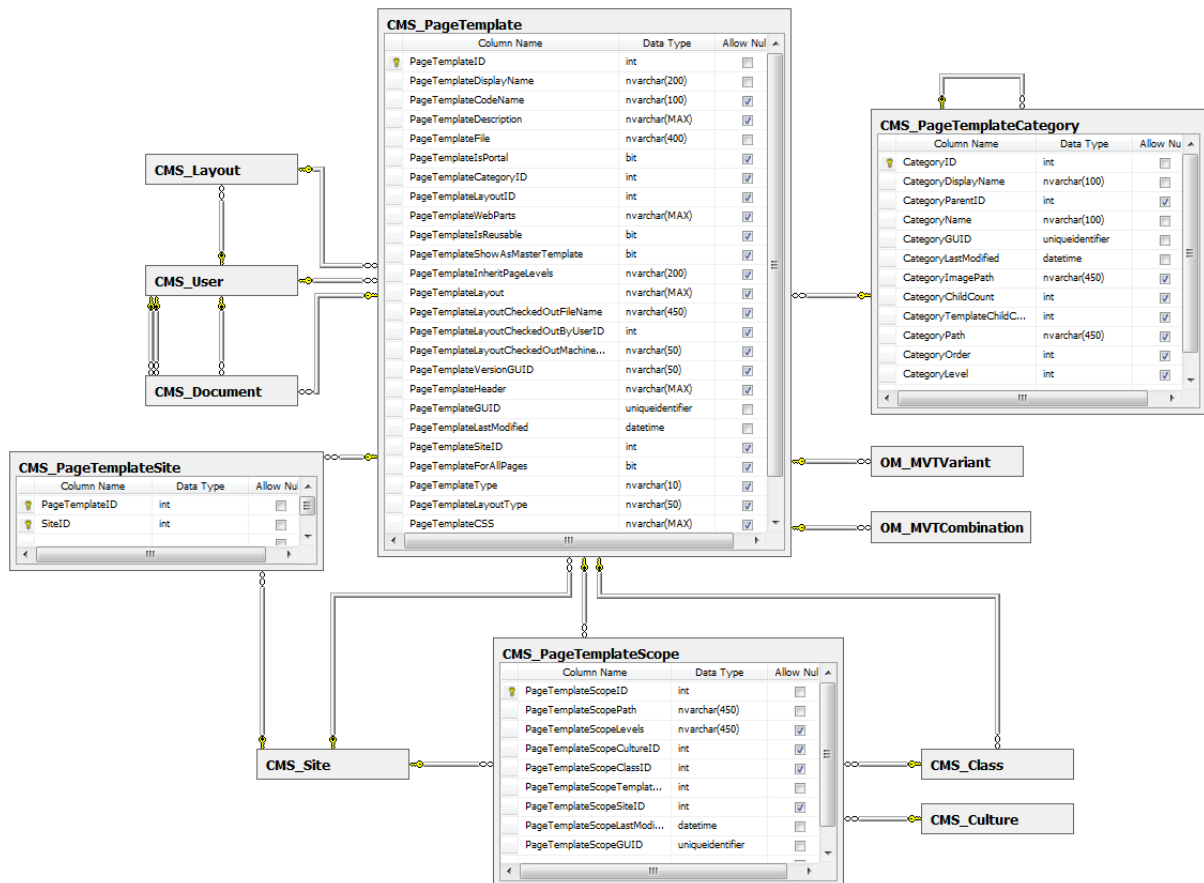 CMS_PageTemplate
Column Name Data Type Allow Nul
PageTemplateID int
PageTemplateDisplayName nvarchar(200)
PageTemplateCodeName nvarchar(100)
PageTemplateDescription nvarchar(MAX)
PageTemplateFile nvarchar(400)
PageTemplateIsPortal bit
PageTemplateCategoryID int
PageTemplateLayoutID int
PageTemplateWebParts nvarchar(MAX)
PageTemplateIsReusable bit
PageTemplateShowAsMasterTemplate bit
PageTemplateInheritPageLevels nvarchar(200)
PageTemplateLayout nvarchar(MAX)
PageTemplateLayoutCheckedOutFileName nvarchar(450)
PageTemplateLayoutCheckedOutByUserID int
PageTemplateLayoutCheckedOutMachine... nvarchar(50)
PageTemplateVersionGUID nvarchar(50)
PageTemplateHeader nvarchar(MAX)
PageTemplateGUID uniqueidentifier
PageTemplateLastModified datetime
PageTemplateSiteID int
PageTemplateForAllPages bit
PageTemplateType nvarchar(10)
PageTemplateLayoutType nvarchar(50)
PageTemplateCSS nvarchar(MAX)
CMS_PageTemplateCategory
Column Name Data Type Allow Nu
CategoryID int
CategoryDisplayName nvarchar(100)
CategoryParentID int
CategoryName nvarchar(100)
CategoryGUID uniqueidentifier
CategoryLastModified datetime
CategoryImagePath nvarchar(450)
CategoryChildCount int
CategoryTemplateChildC... int
CategoryPath nvarchar(450)
CategoryOrder int
CategoryLevel int
CMS_Layout
CMS_User
CMS_Document
CMS_PageTemplateSite
Column Name Data Type Allow Nul
PageTemplateID int
SiteID int
OM_MVTVariant
OM_MVTCombination
CMS_PageTemplateScope
Column Name Data Type Allow Nul
PageTemplateScopeID int
PageTemplateScopePath nvarchar(450)
PageTemplateScopeLevels nvarchar(450)
PageTemplateScopeCultureID int
PageTemplateScopeClassID int
PageTemplateScopeTemplat... int
PageTemplateScopeSiteID int
PageTemplateScopeLastModi... datetime
PageTemplateScopeGUID uniqueidentifier
CMS_Site
CMS_Class
CMS_Culture